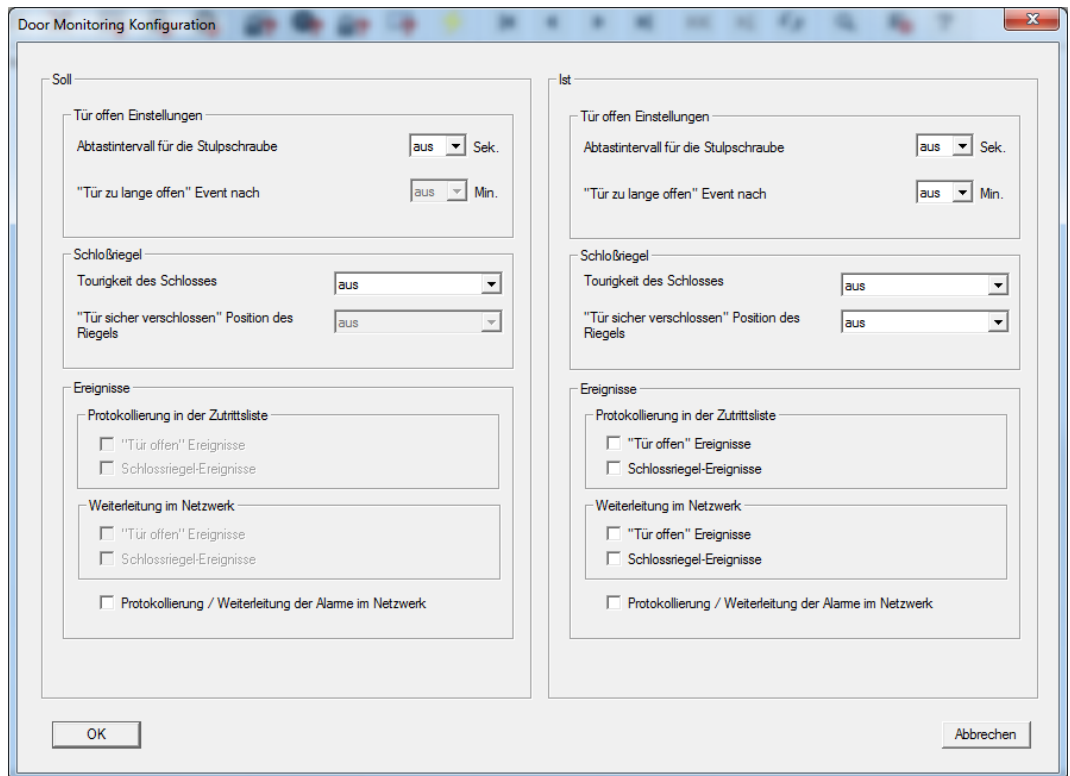 Door Monitoring Konfiguration
Soll
Tür offen Einstellungen
Abtastintervall für die Stulpschraube
aus
Sek.
"Tür zu lange offen" Event nach
aus
Min.
Schloßriegel
Tourigkeit des Schlosses
aus
"Tür sicher verschlossen" Position des
Riegels
aus
Ereignisse
Protokollierung in der Zutrittsliste
"Tür offen" Ereignisse
Schlossriegel-Ereignisse
Weiterleitung im Netzwerk
"Tür offen" Ereignisse
Schlossriegel-Ereignisse
Protokollierung / Weiterleitung der Alarme im Netzwerk
Ist
Tür offen Einstellungen
Abtastintervall für die Stulpschraube
aus
Sek.
"Tür zu lange offen" Event nach
aus
Min.
Schloßriegel
Tourigkeit des Schlosses
aus
"Tür sicher verschlossen" Position des
Riegels
aus
Ereignisse
Protokollierung in der Zutrittsliste
"Tür offen" Ereignisse
Schlossriegel-Ereignisse
Weiterleitung im Netzwerk
"Tür offen" Ereignisse
Schlossriegel-Ereignisse
Protokollierung / Weiterleitung der Alarme im Netzwerk
OK
Abbrechen